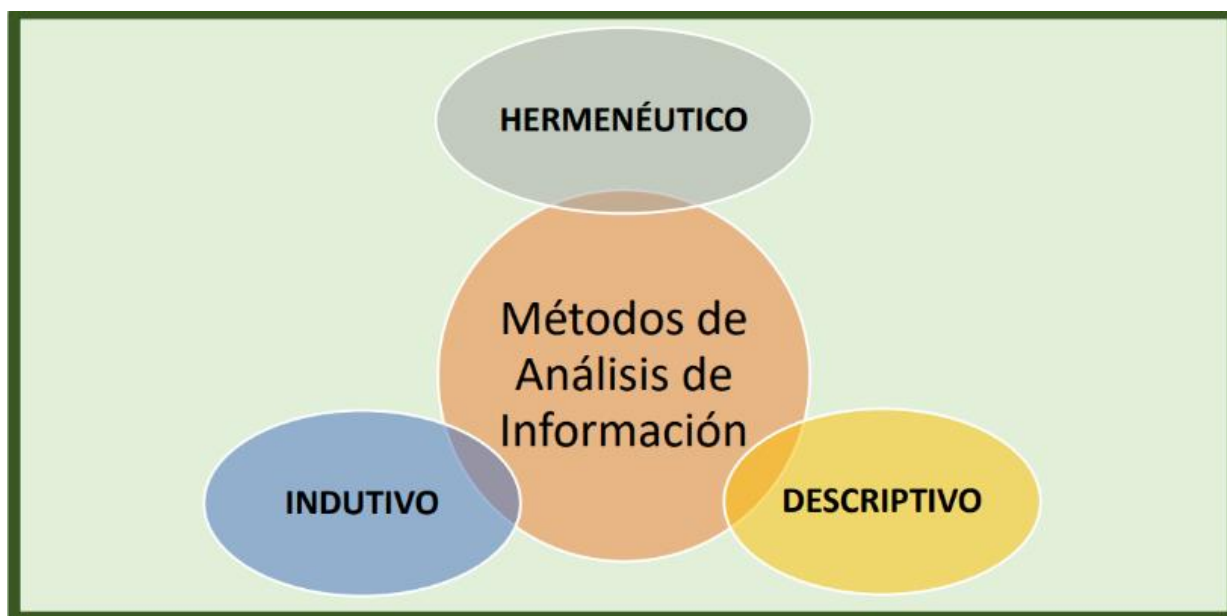 HERMENÉUTICO
Métodos de
Análisis de
Información
INDUTIVO
DESCRIPTIVO